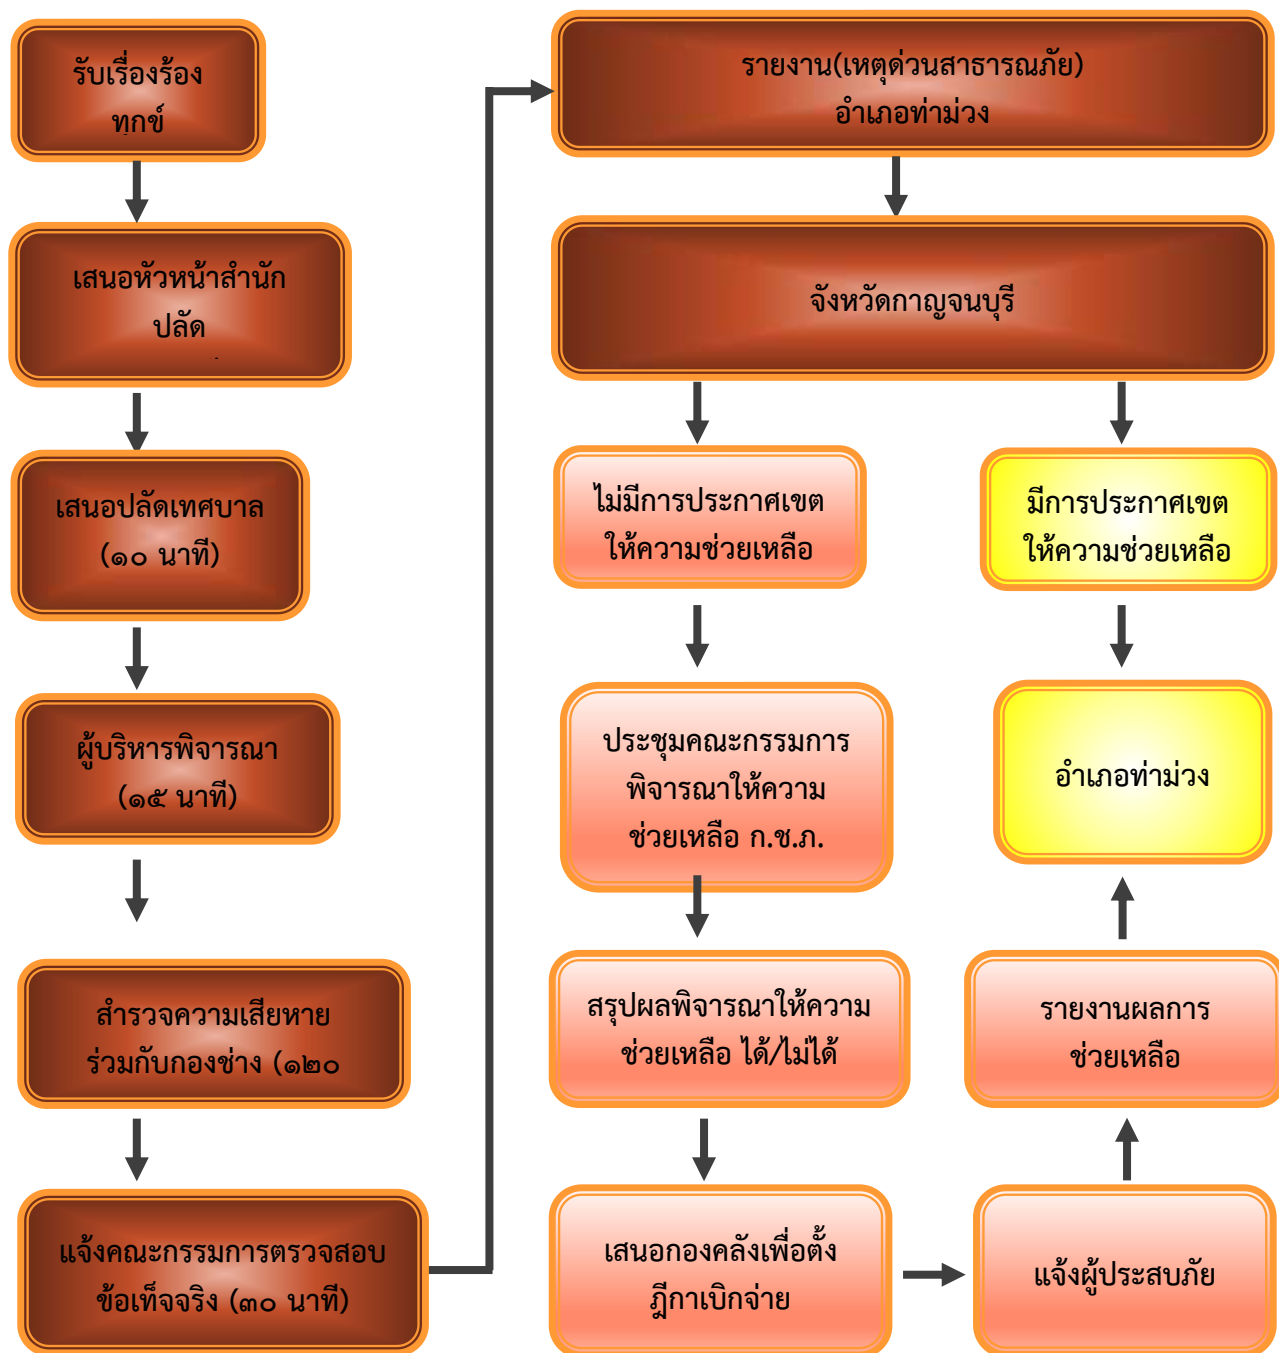 รับเรื่องร้อง
ทุกข์
เสนอหัวหน้าสำนัก
ปลัด
เสนอปลัดเทศบาล
(๑๐ นาที)
ผู้บริหารพิจารณา
(๑๕ นาที)
สำรวจความเสียหาย
ร่วมกับกองช่าง (๑๒๐
แจ้งคณะกรรมการตรวจสอบ
ข้อเท็จจริง (๓๐ นาที)
รายงาน(เหตุด่วนสาธารณภัย)
อำเภอท่าม่วง
จังหวัดกาญจนบุรี
ไม่มีการประกาศเขต
ให้ความช่วยเหลือ
ประชุมคณะกรรมการ
พิจารณาให้ความ
ช่วยเหลือ ก.ช.ภ.
สรุปผลพิจารณาให้ความ
ช่วยเหลือ ได้/ไม่ได้
เสนอกองคลังเพื่อตั้ง
ฎีกาเบิกจ่าย
แจ้งผู้ประสบภัย
รายงานผลการ
ช่วยเหลือ
มีการประกาศเขต
ให้ความช่วยเหลือ
อำเภอท่าม่วง